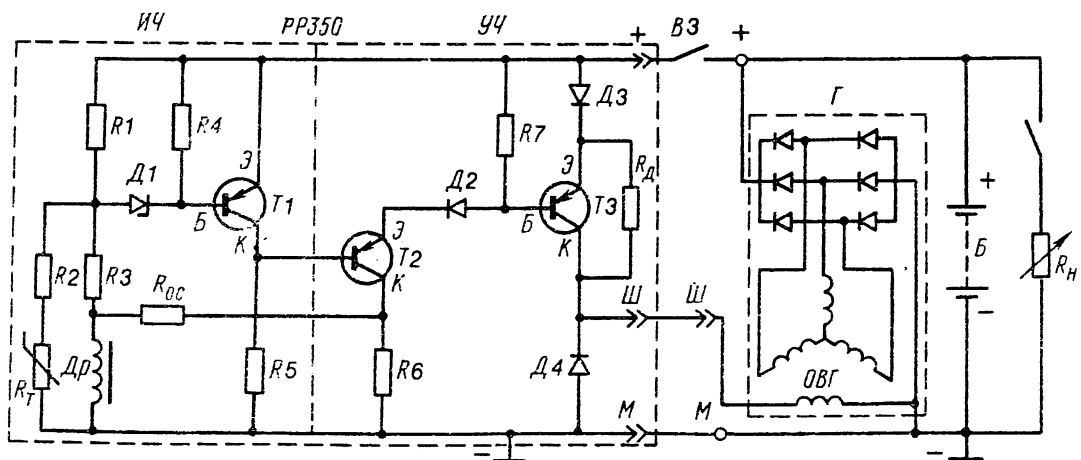 ИЧ РР350 УЧ
+ ВЗ +
Д3 Г
R1 R4 R7
Э Э
Д1 Д2 Rд
Б Т1 Б Т3
К Э К
Т2 + Б
R2 R3 Rос К Ш Ш Rн
-
Rт Др R5 R6 Д4 ОВГ
М М
- -